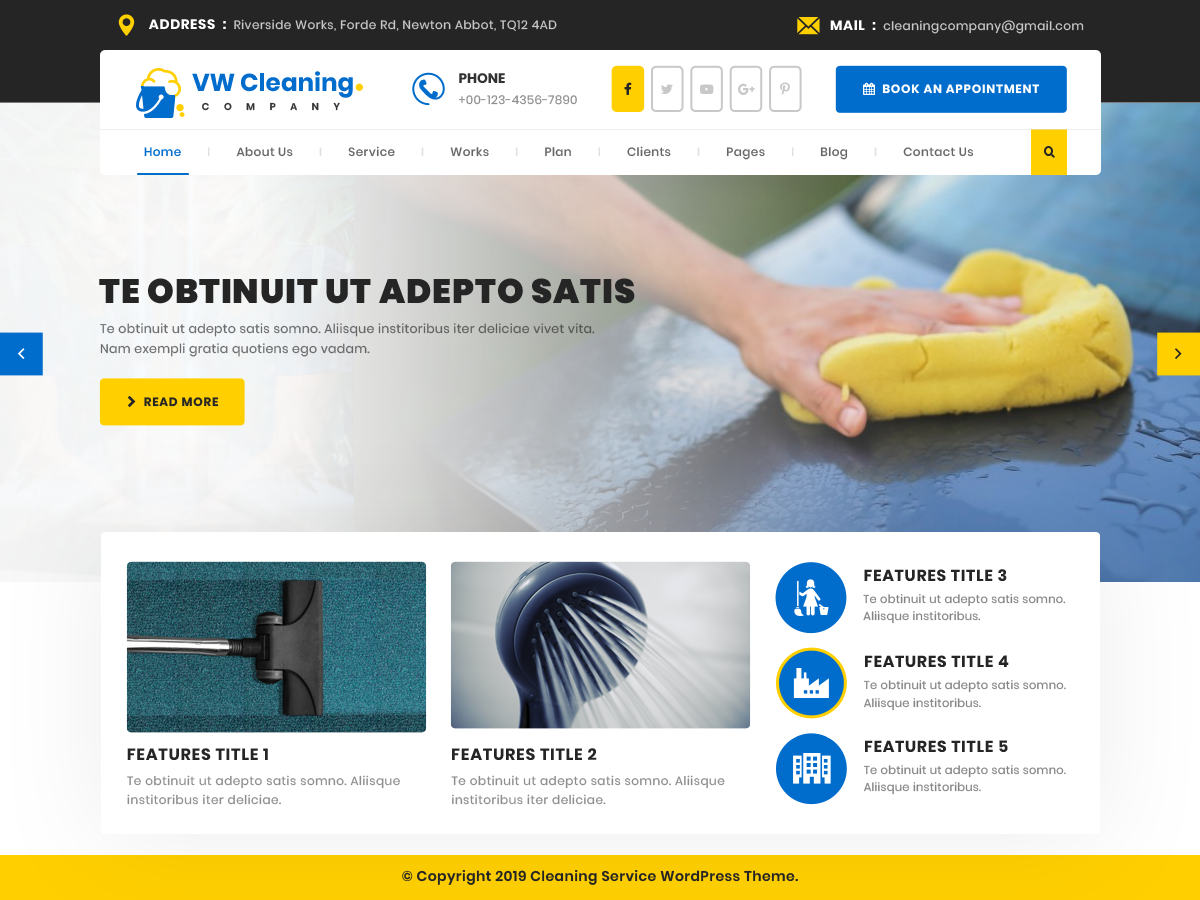 ADDRESS : Riverside Works, Forde Rd, Newton Abbot, TQ12 4AD
MAIL : cleaningcompany@gmail.com
VW Cleaning.
COMPANY
PHONE
+00-123-4356-7890
BOOK AN APPOINTMENT
Home About Us Service Works Plan Clients Pages Blog Contact Us
TE OBTINUIT UT ADEPTO SATIS
Te obtinuit ut adepto satis somno. Aliisque institoribus iter deliciae vivet vita.
Nam exempli gratia quotiens ego vadam.
READ MORE
FEATURES TITLE 1
Te obtinuit ut adepto satis somno. Aliisque
institoribus iter deliciae.
FEATURES TITLE 2
Te obtinuit ut adepto satis somno. Aliisque
institoribus iter deliciae.
FEATURES TITLE 3
Te obtinuit ut adepto satis somno.
Aliisque institoribus.
FEATURES TITLE 4
Te obtinuit ut adepto satis somno.
Aliisque institoribus.
FEATURES TITLE 5
Te obtinuit ut adepto satis somno.
Aliisque institoribus.
© Copyright 2019 Cleaning Service WordPress Theme.